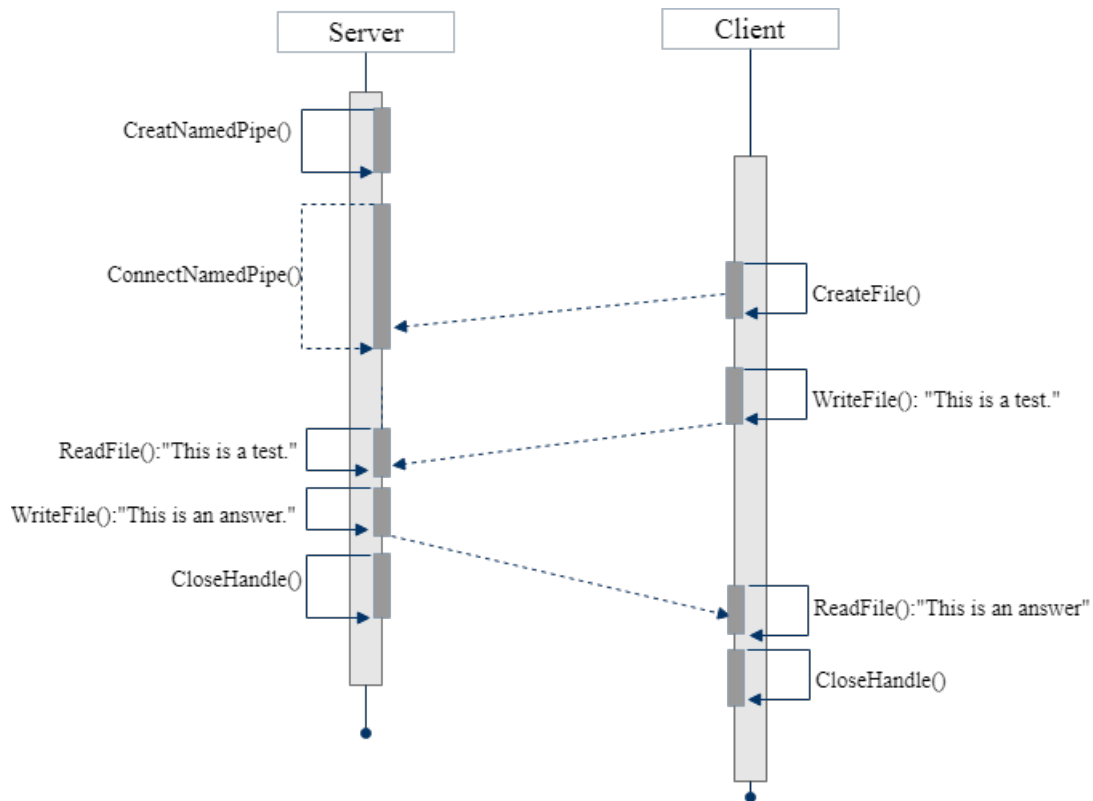 Server
Client
CreatNamedPipe()
ConnectNamedPipe()
CreateFile()
WriteFile(): "This is a test."
ReadFile():"This is a test."
WriteFile():"This is an answer."
CloseHandle()
ReadFile():"This is an answer"
CloseHandle()